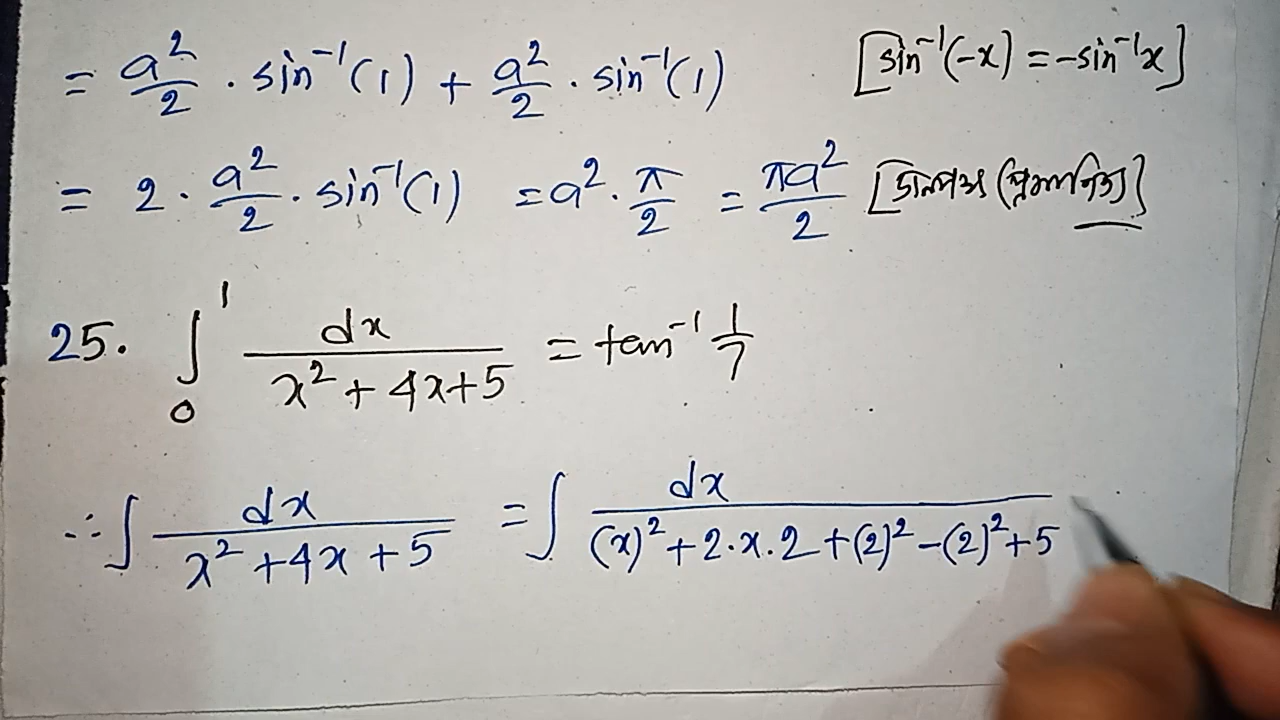 = a²/2 · sin⁻¹(1) + a²/2 · sin⁻¹(1) [sin⁻¹(-x) = -sin⁻¹x]
= 2 · a²/2 · sin⁻¹(1) = a² · π/2 = πa²/2 [ডানপক্ষ (প্রমাণিত)]
25. ∫₀¹ dx/(x² + 4x + 5) = tan⁻¹ 1/7
∴ ∫ dx/(x² + 4x + 5) = ∫ dx/((x)² + 2·x·2 + (2)² - (2)² + 5)